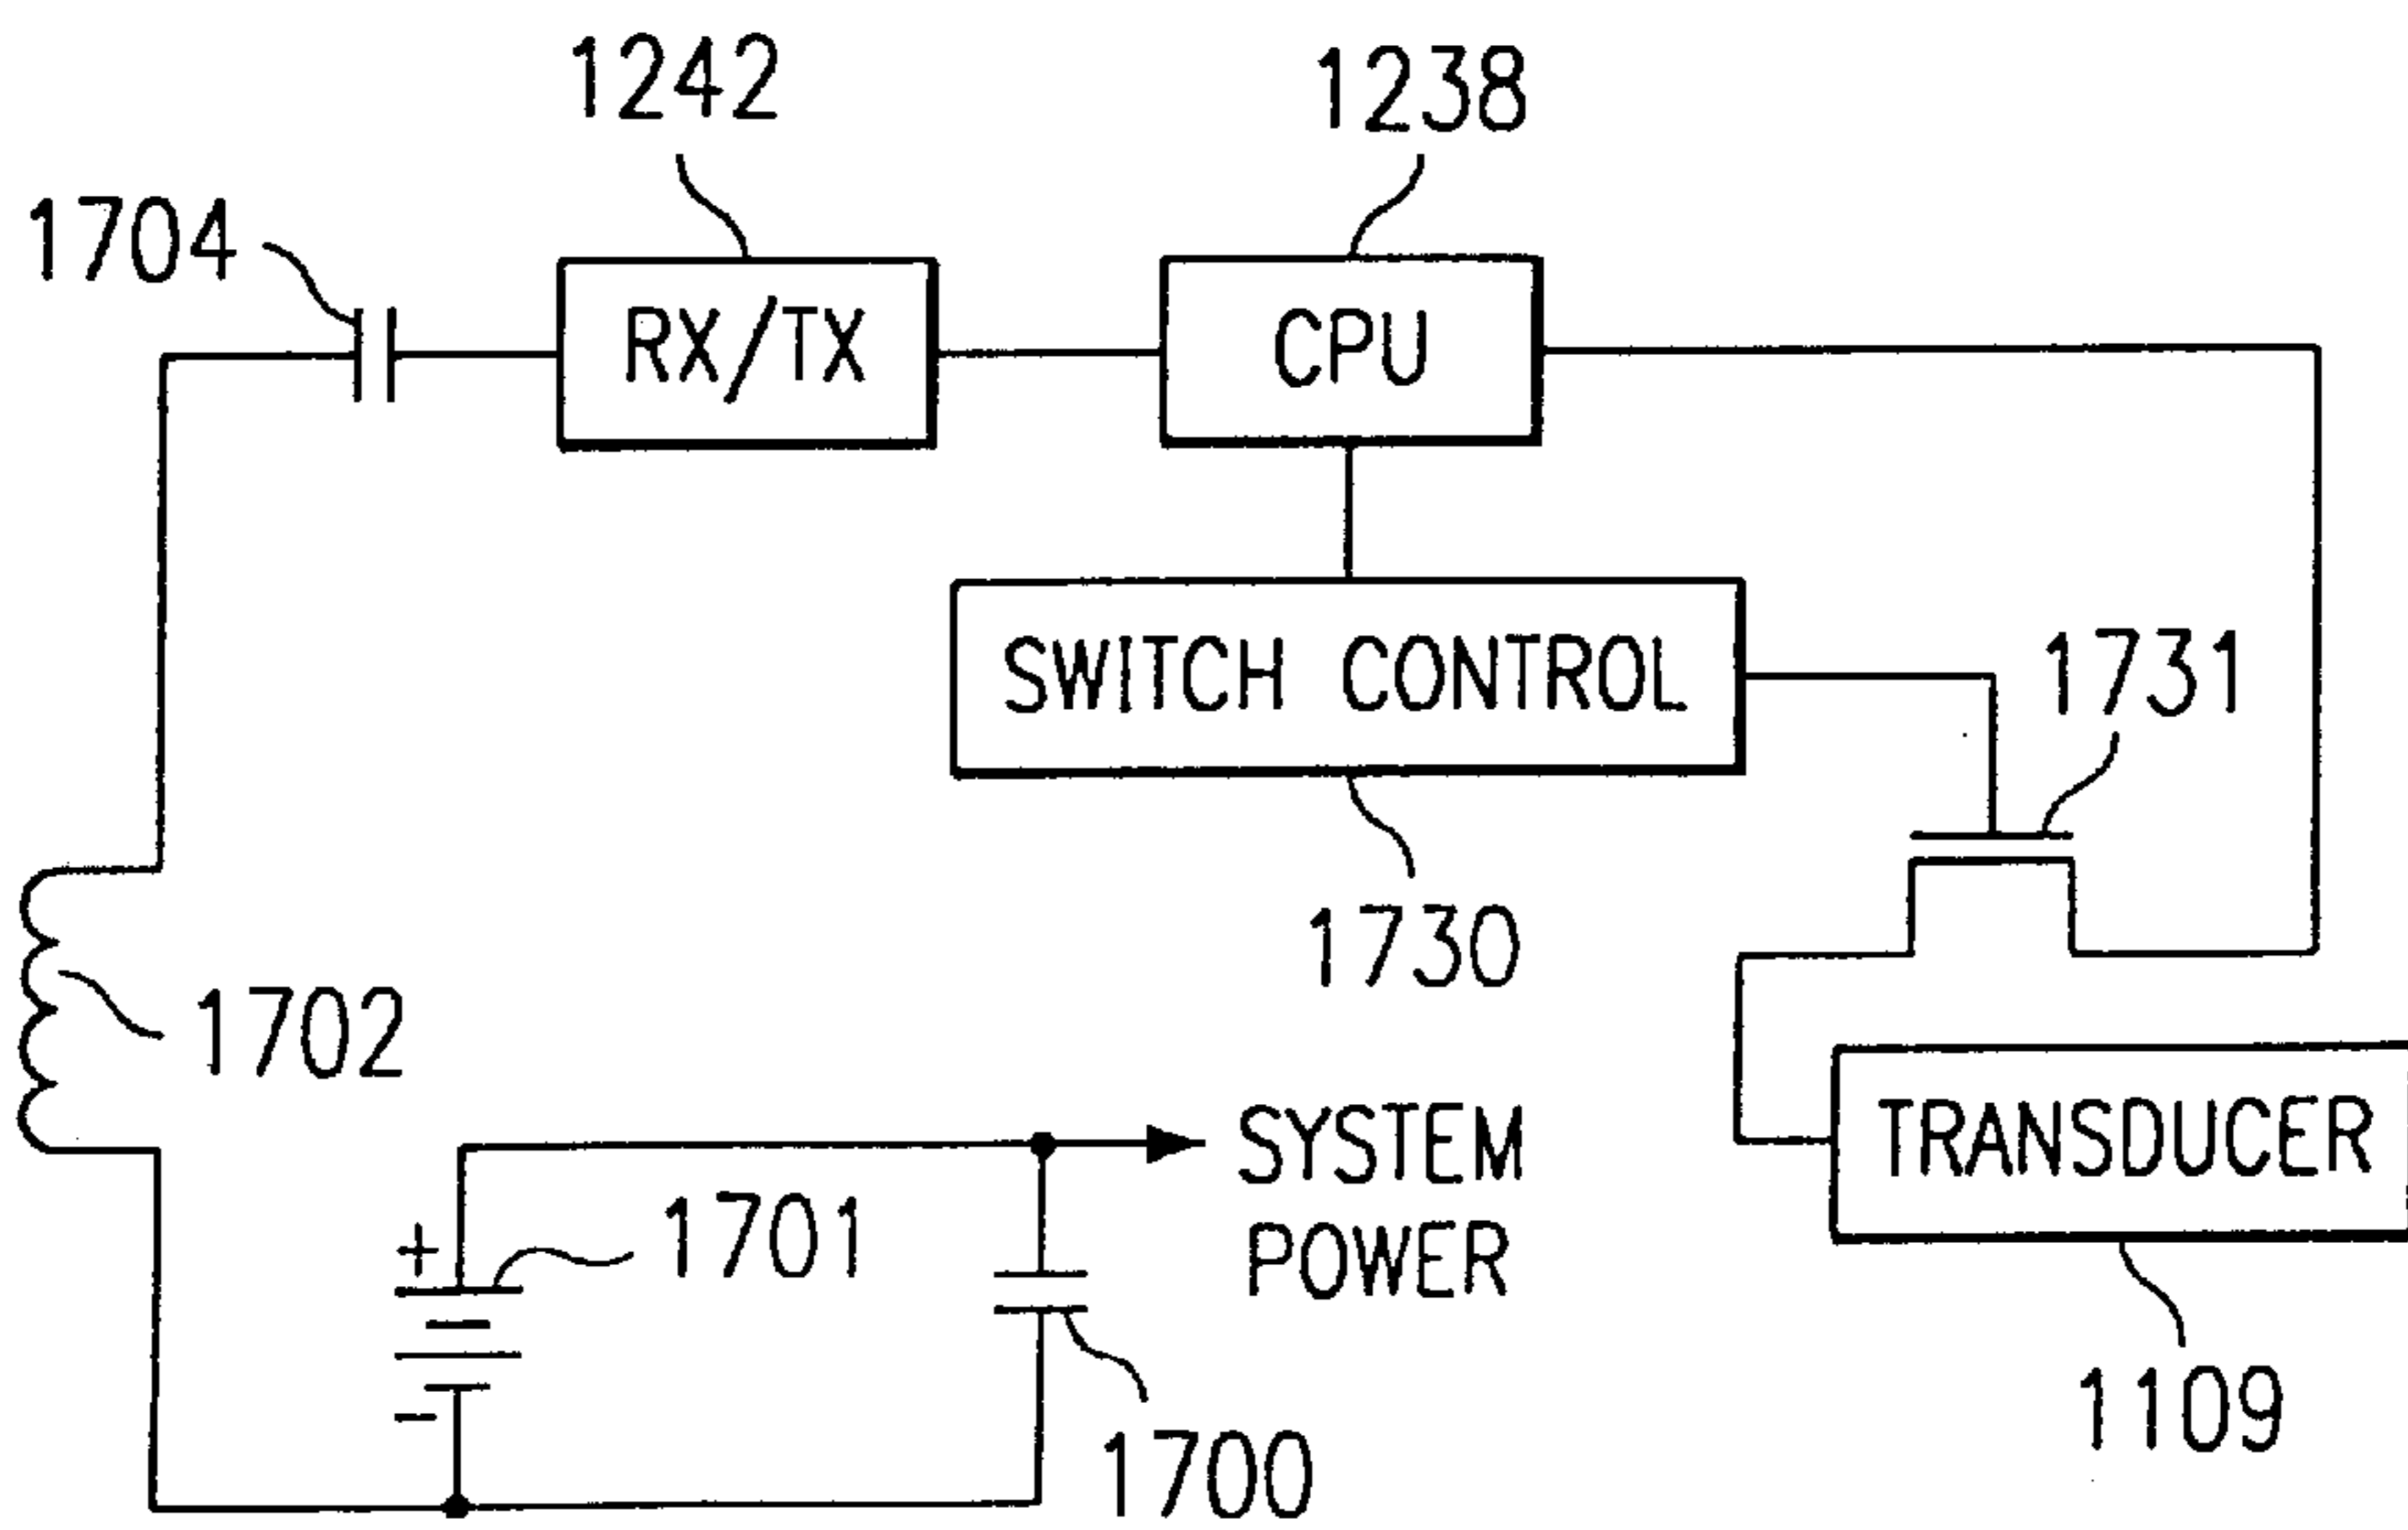 1242
1238
1704
RX/TX
CPU
SWITCH CONTROL
1731
1730
1702
SYSTEM
POWER
TRANSDUCER
+
1701
-
1700
1109